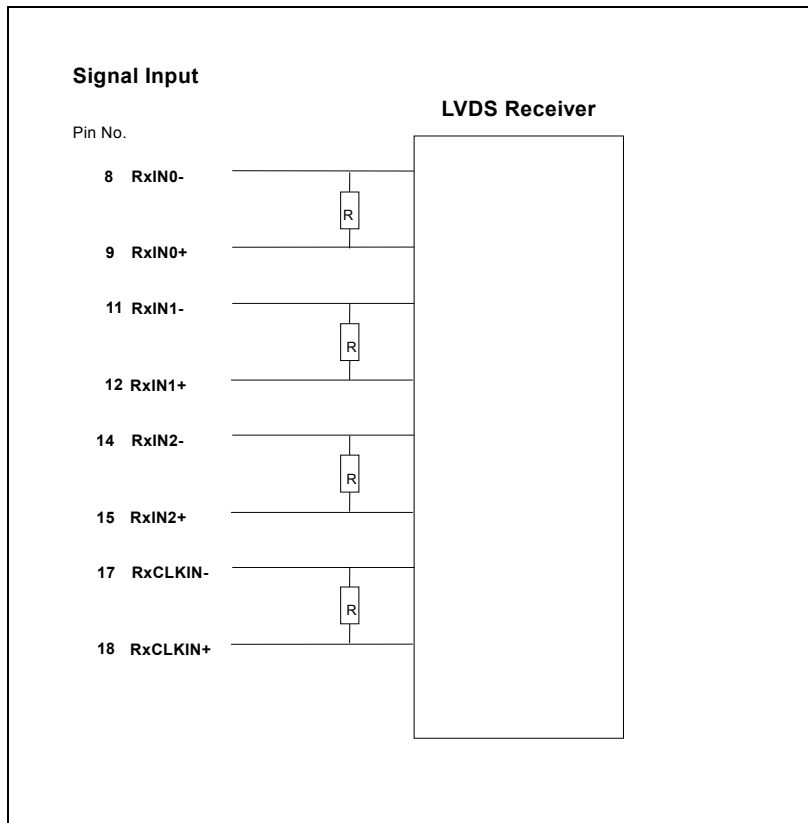 Signal Input
LVDS Receiver
Pin No.
8 RxIN0-
R
9 RxIN0+
11 RxIN1-
R
12 RxIN1+
14 RxIN2-
R
15 RxIN2+
17 RxCLKIN-
R
18 RxCLKIN+